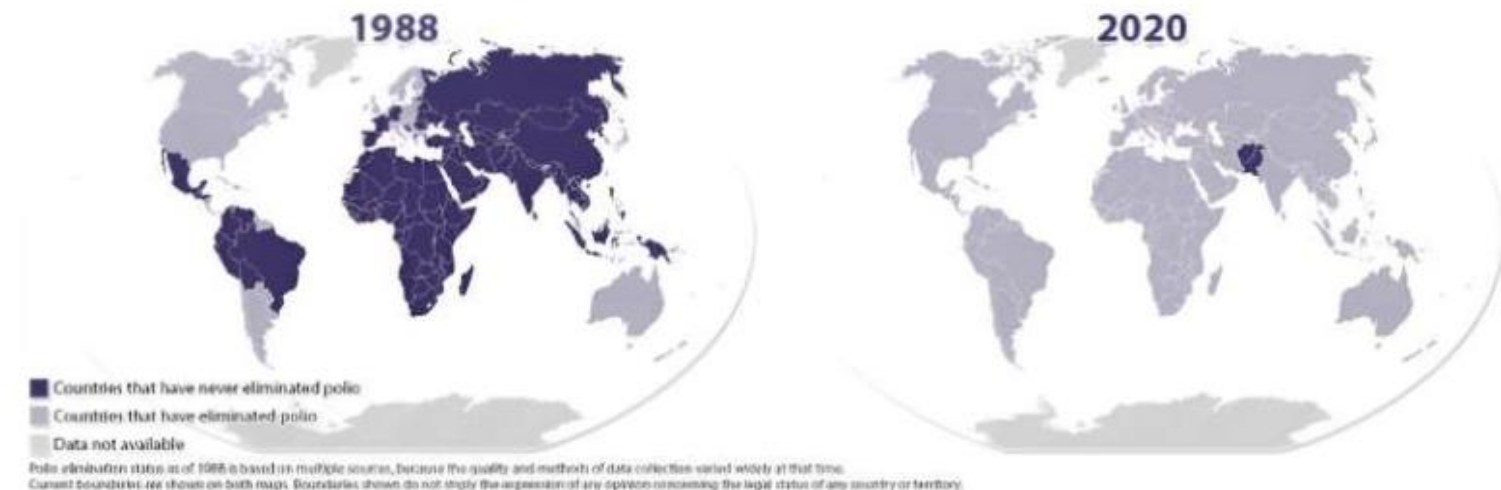 1988
2020
Countries that have never eliminated polio
Countries that have eliminated polio
Data not available
Polio elimination status as of 1988 is based on multiple sources, because the quality and methods of data collection varied widely at that time.
Current boundaries are shown on both maps. Boundaries shown do not imply the expression of any opinion concerning the legal status of any country or territory.